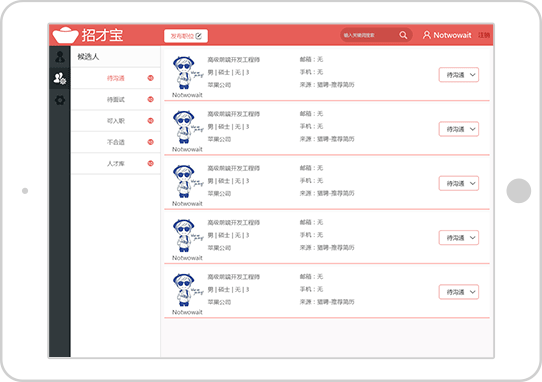 招才宝
发布职位
输入关键词搜索
Notwowait
注销
候选人
待沟通
待面试
可入职
不合适
人才库
高级前端开发工程师
男 | 硕士 | 无 | 3
苹果公司
Notwowait
邮箱：无
手机：无
来源：猎聘-推荐简历
待沟通
高级前端开发工程师
男 | 硕士 | 无 | 3
苹果公司
Notwowait
邮箱：无
手机：无
来源：猎聘-推荐简历
待沟通
高级前端开发工程师
男 | 硕士 | 无 | 3
苹果公司
Notwowait
邮箱：无
手机：无
来源：猎聘-推荐简历
待沟通
高级前端开发工程师
男 | 硕士 | 无 | 3
苹果公司
Notwowait
邮箱：无
手机：无
来源：猎聘-推荐简历
待沟通
高级前端开发工程师
男 | 硕士 | 无 | 3
苹果公司
Notwowait
邮箱：无
手机：无
来源：猎聘-推荐简历
待沟通